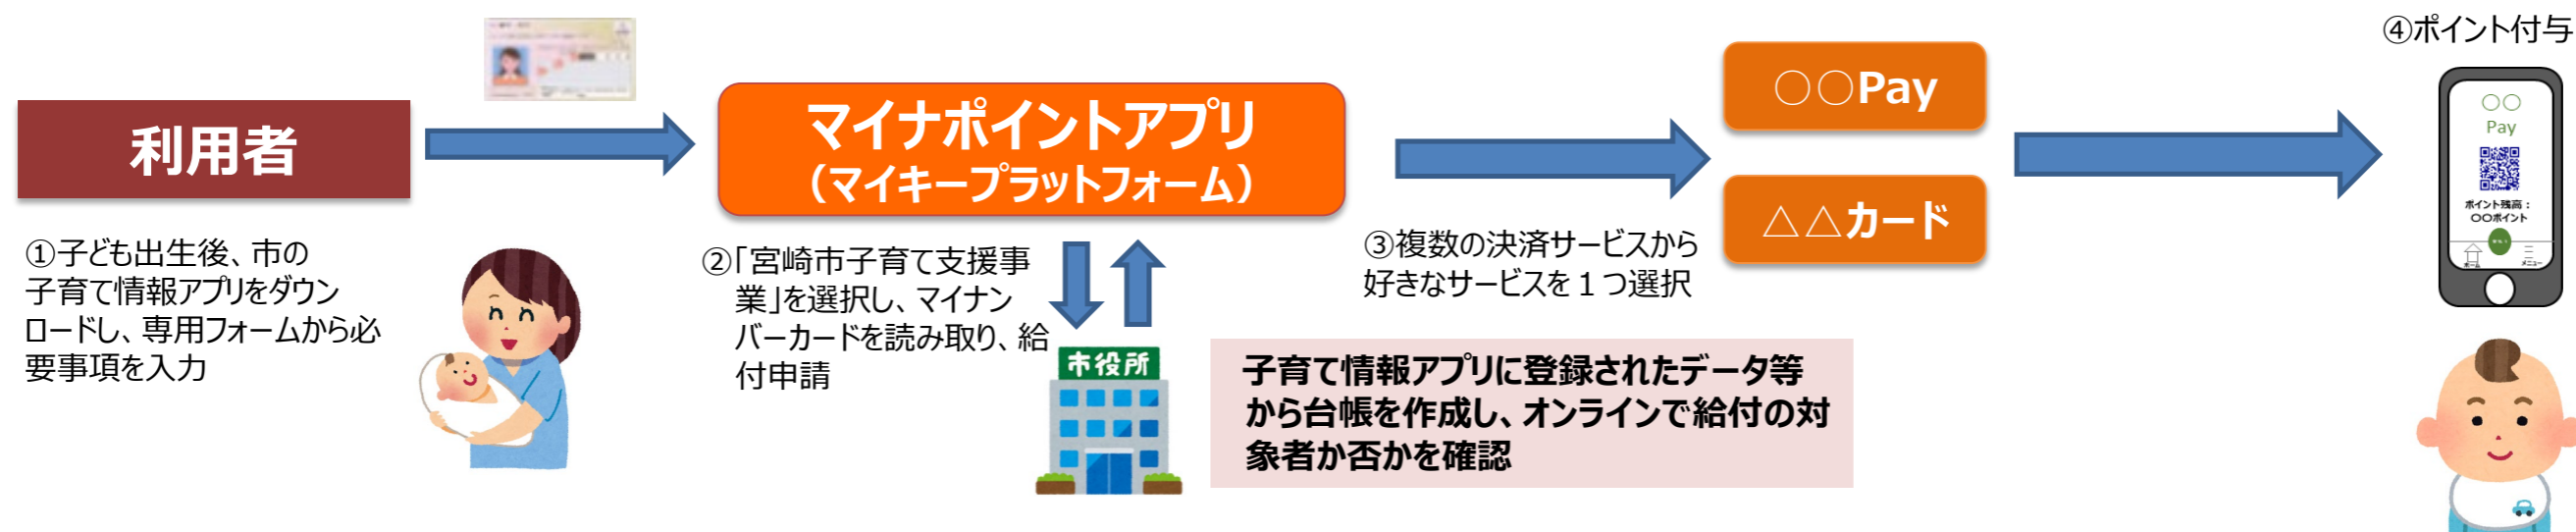 利用者
①子ども出生後、市の
子育て情報アプリをダウン
ロードし、専用フォームから必
要事項を入力
マイナポイントアプリ
（マイキープラットフォーム）
②「宮崎市子育て支援事
業」を選択し、マイナン
バーカードを読み取り、給
付申請
市役所
③複数の決済サービスから
好きなサービスを１つ選択
○○Pay
△△カード
子育て情報アプリに登録されたデータ等
から台帳を作成し、オンラインで給付の対
象者か否かを確認
④ポイント付与
○○
Pay
ポイント残高：
○○ポイント
ホーム
メニュー